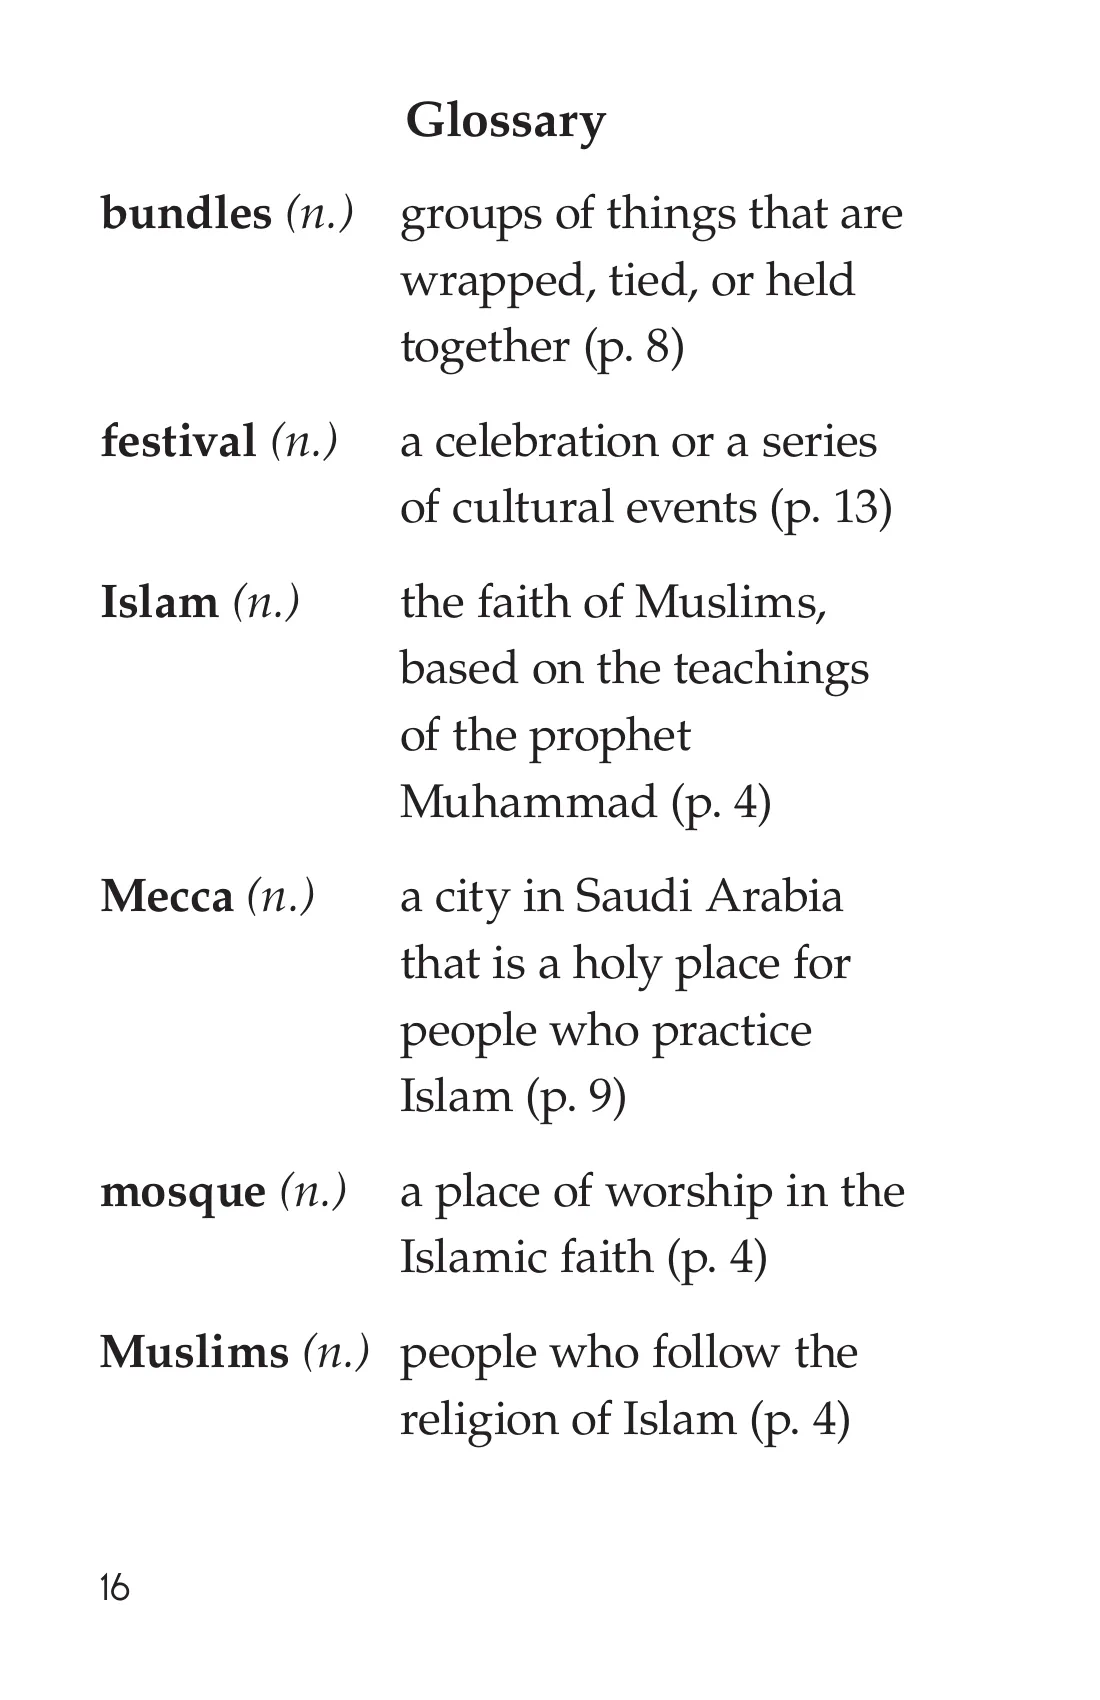 Glossary
bundles (n.) groups of things that are
wrapped, tied, or held
together (p. 8)
festival (n.) a celebration or a series
of cultural events (p. 13)
Islam (n.) the faith of Muslims,
based on the teachings
of the prophet
Muhammad (p. 4)
Mecca (n.) a city in Saudi Arabia
that is a holy place for
people who practice
Islam (p. 9)
mosque (n.) a place of worship in the
Islamic faith (p. 4)
Muslims (n.) people who follow the
religion of Islam (p. 4)
16